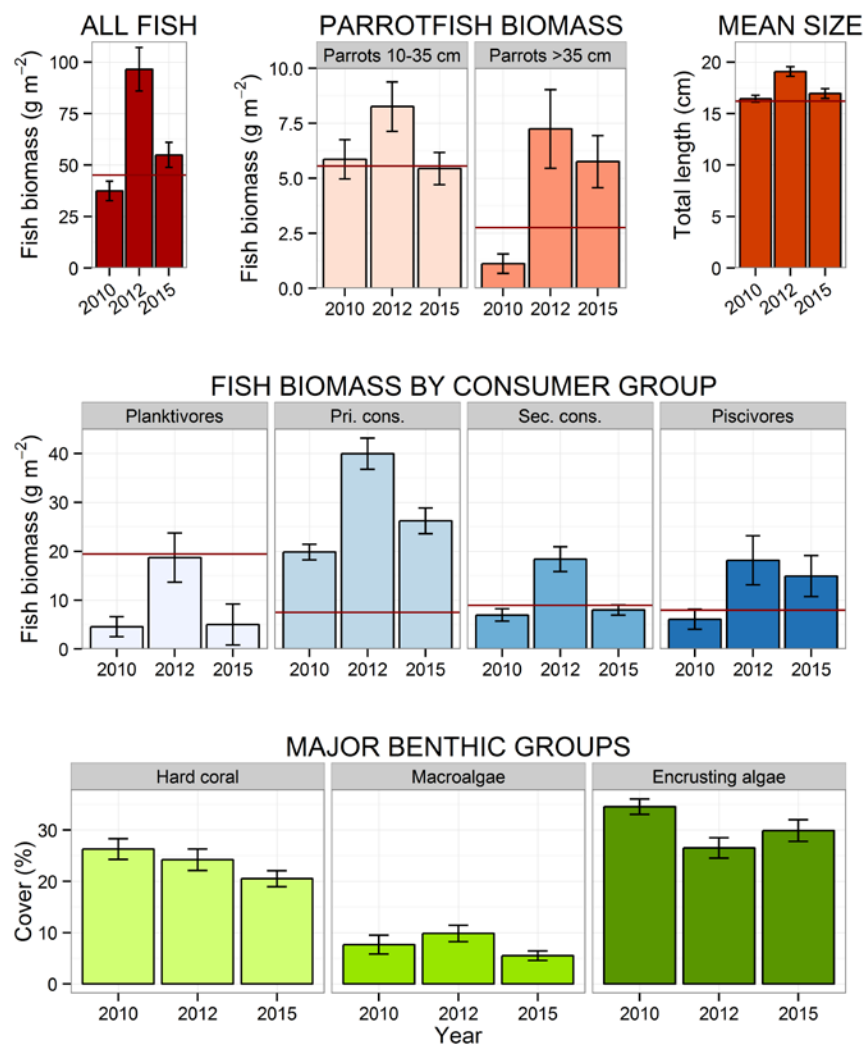 ALL FISH
Fish biomass (g m⁻²)
100
75
50
25
0
2010 2012 2015
PARROTFISH BIOMASS
Parrots 10-35 cm Parrots >35 cm
Fish biomass (g m⁻²)
10.0
7.5
5.0
2.5
0.0
2010 2012 2015 2010 2012 2015
MEAN SIZE
Total length (cm)
20
15
10
5
0
2010 2012 2015
FISH BIOMASS BY CONSUMER GROUP
Planktivores Pri. cons. Sec. cons. Piscivores
Fish biomass (g m⁻²)
40
30
20
10
0
2010 2012 2015 2010 2012 2015 2010 2012 2015 2010 2012 2015
MAJOR BENTHIC GROUPS
Hard coral Macroalgae Encrusting algae
Cover (%)
30
20
10
0
2010 2012 2015 2010 2012 2015 2010 2012 2015
Year